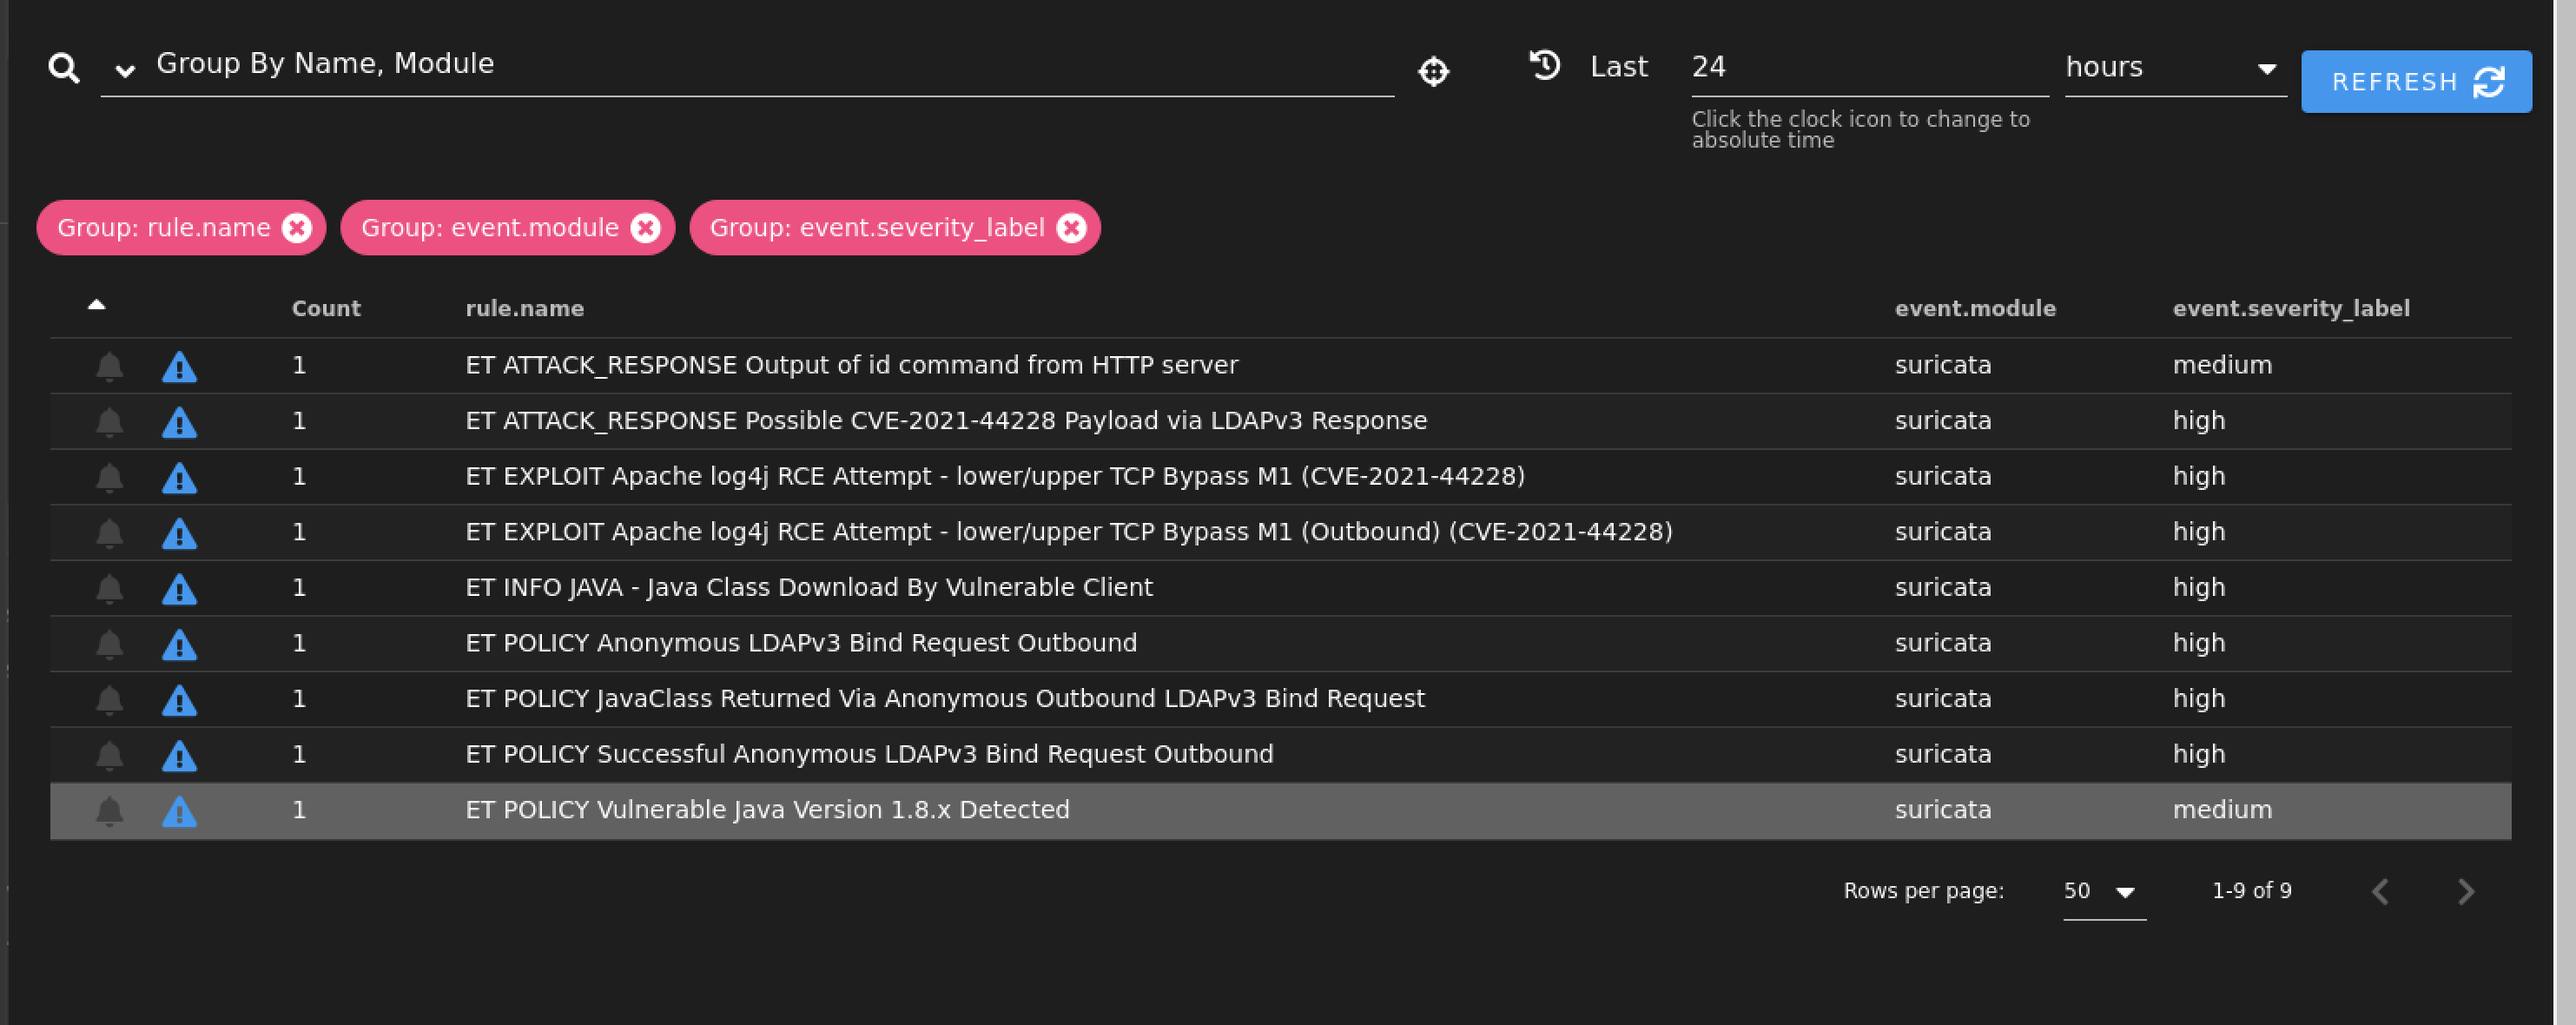 Group By Name, Module
Last 24 hours REFRESH
Click the clock icon to change to
absolute time
Group: rule.name Group: event.module Group: event.severity_label
Count rule.name event.module event.severity_label
1 ET ATTACK_RESPONSE Output of id command from HTTP server suricata medium
1 ET ATTACK_RESPONSE Possible CVE-2021-44228 Payload via LDAPv3 Response suricata high
1 ET EXPLOIT Apache log4j RCE Attempt - lower/upper TCP Bypass M1 (CVE-2021-44228) suricata high
1 ET EXPLOIT Apache log4j RCE Attempt - lower/upper TCP Bypass M1 (Outbound) (CVE-2021-44228) suricata high
1 ET INFO JAVA - Java Class Download By Vulnerable Client suricata high
1 ET POLICY Anonymous LDAPv3 Bind Request Outbound suricata high
1 ET POLICY JavaClass Returned Via Anonymous Outbound LDAPv3 Bind Request suricata high
1 ET POLICY Successful Anonymous LDAPv3 Bind Request Outbound suricata high
1 ET POLICY Vulnerable Java Version 1.8.x Detected suricata medium
Rows per page: 50 1-9 of 9